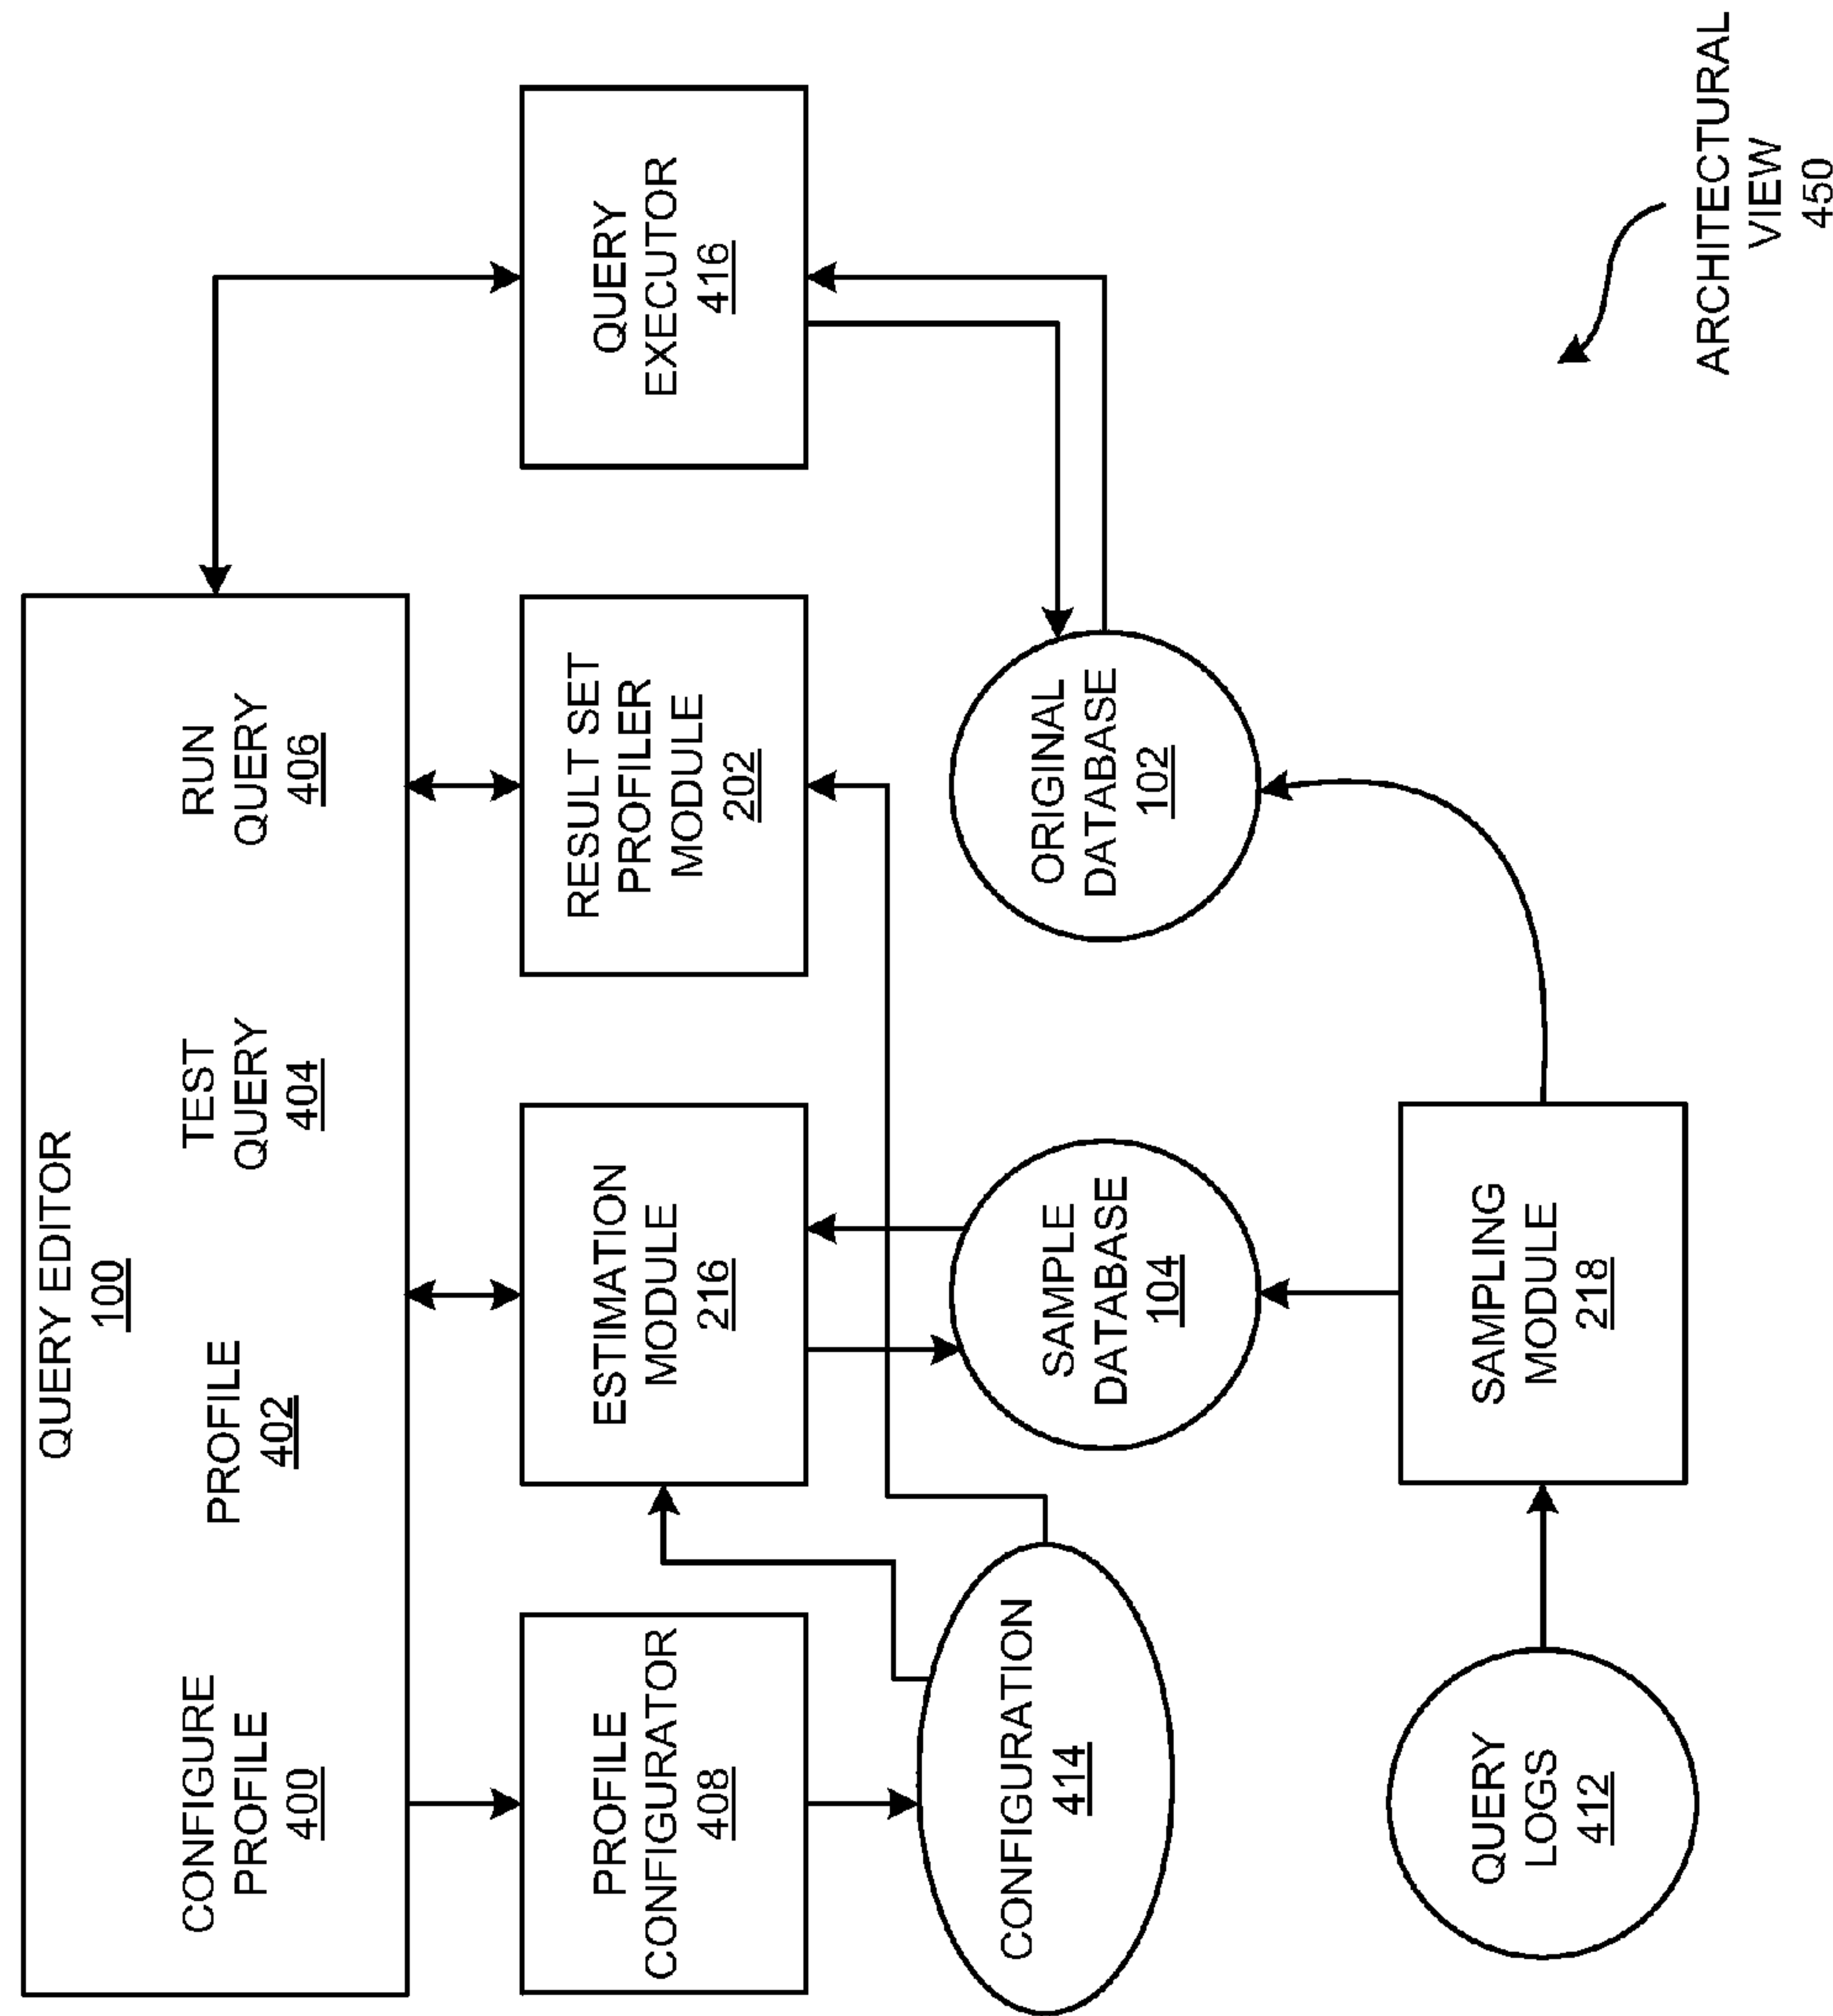 QUERY EDITOR
100
CONFIGURE
PROFILE
400
PROFILE
402
TEST
QUERY
404
RUN
QUERY
406
PROFILE
CONFIGURATOR
408
ESTIMATION
MODULE
216
RESULT SET
PROFILER
MODULE
202
QUERY
EXECUTOR
416
CONFIGURATION
414
SAMPLE
DATABASE
104
ORIGINAL
DATABASE
102
QUERY
LOGS
412
SAMPLING
MODULE
218
ARCHITECTURAL
VIEW
450